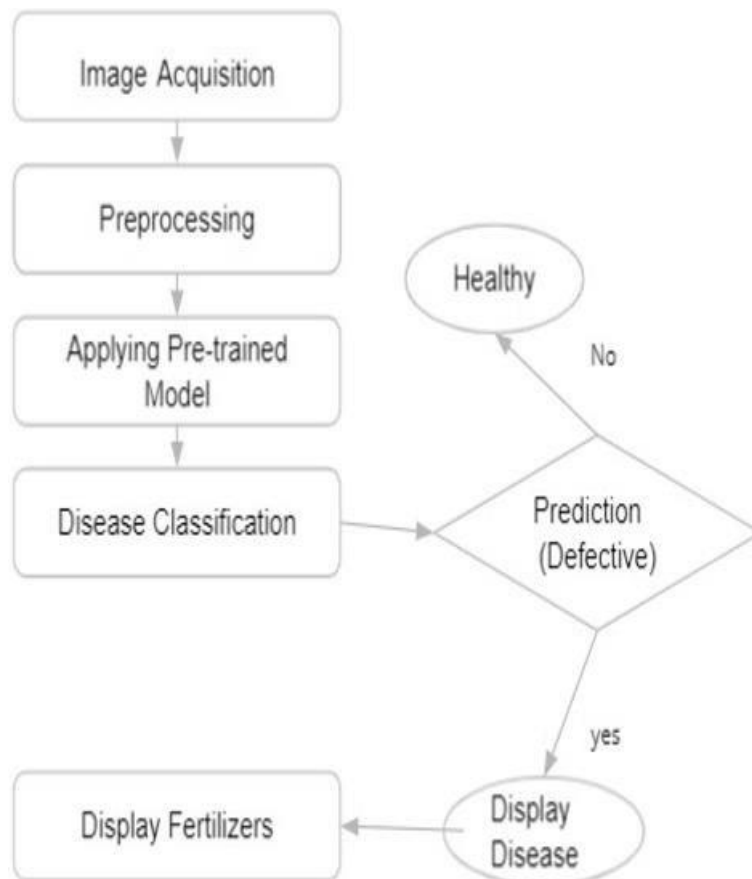 Image Acquisition
Preprocessing
Applying Pre-trained
Model
Disease Classification
Prediction
(Defective)
No
Healthy
yes
Display
Disease
Display Fertilizers